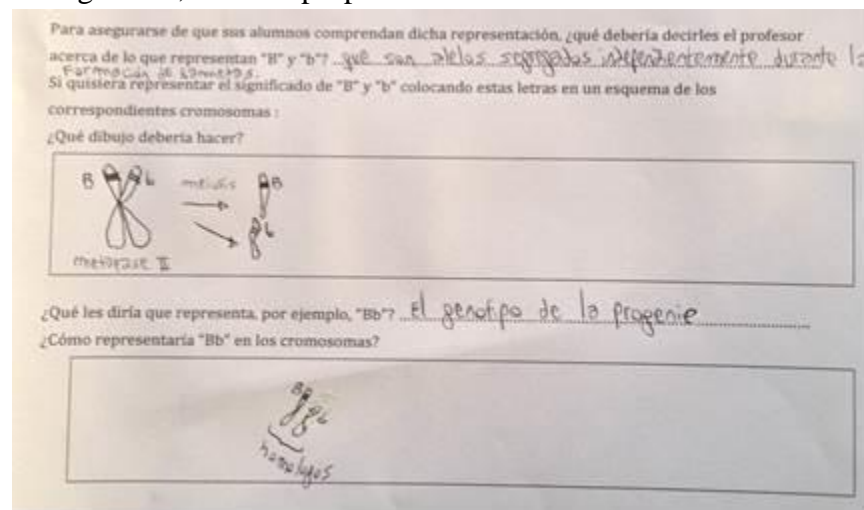 Para asegurarse de que sus alumnos comprendan dicha representación, ¿qué debería decirles el profesor
acerca de lo que representan "B" y "b"? que son alelos segregados independentemente durante la
formación de gametos.
Si quisiera representar el significado de "B" y "b" colocando estas letras en un esquema de los
correspondientes cromosomas :
¿Qué dibujo debería hacer?
B b meiosis B
b
metafase II
¿Qué les diría que representa, por ejemplo, "Bb"? El genotipo de la progenie
¿Cómo representaría "Bb" en los cromosomas?
B b
homologos